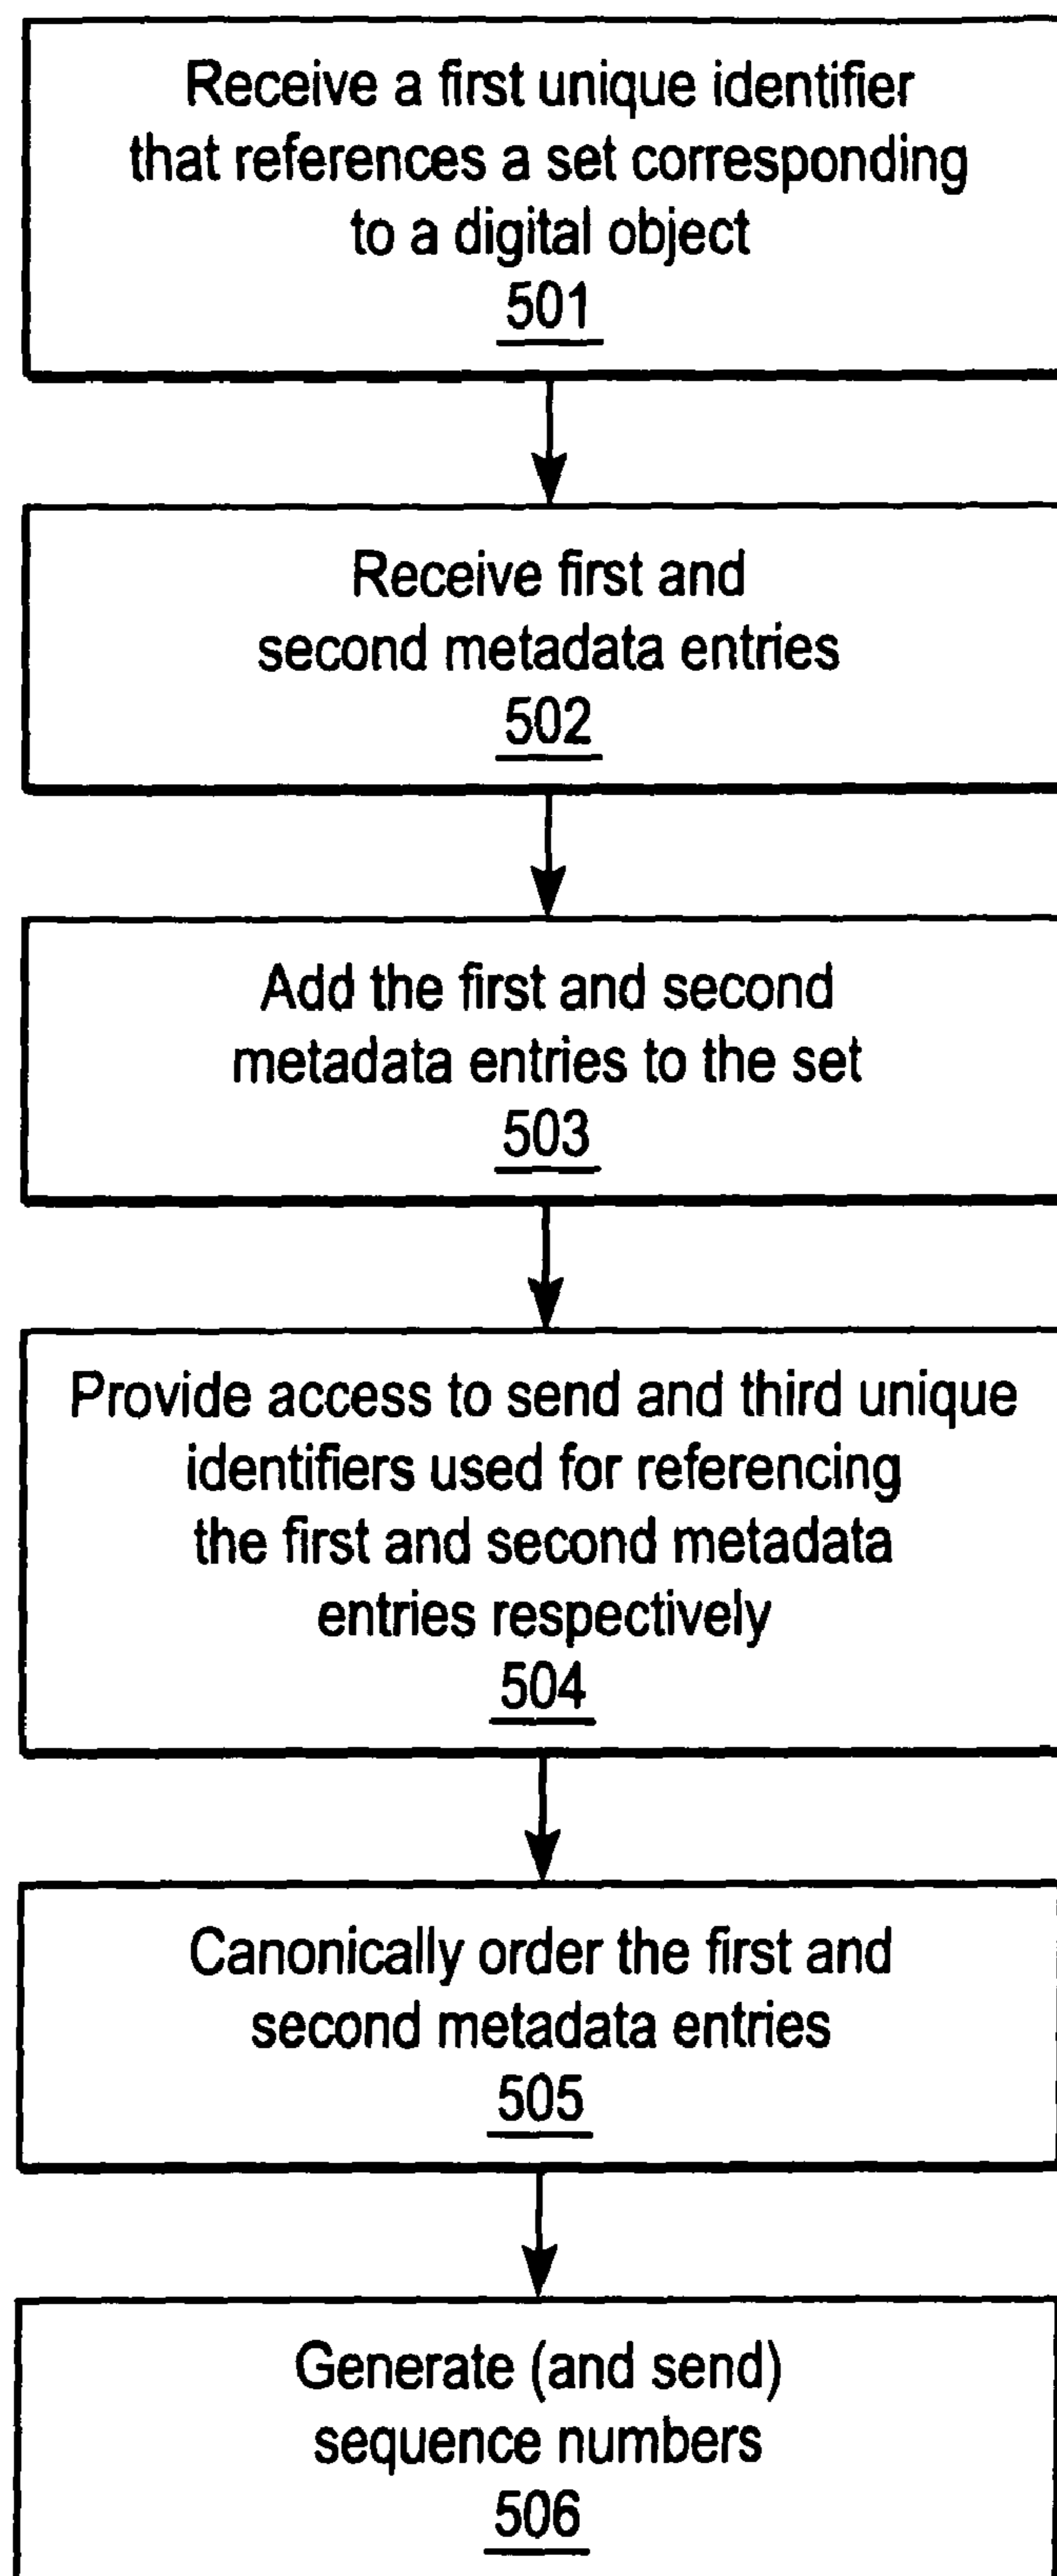 Receive a first unique identifier
that references a set corresponding
to a digital object
501
Receive first and
second metadata entries
502
Add the first and second
metadata entries to the set
503
Provide access to send and third unique
identifiers used for referencing
the first and second metadata
entries respectively
504
Canonically order the first and
second metadata entries
505
Generate (and send)
sequence numbers
506